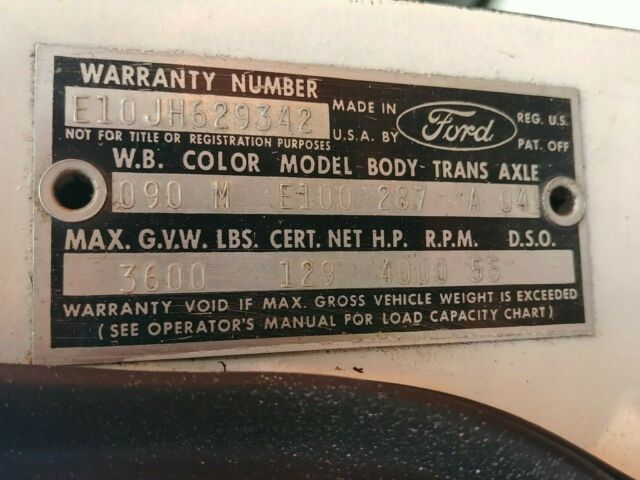 WARRANTY NUMBER
E10JH629342
MADE IN
U.S.A. BY
Ford
REG. U.S.
PAT. OFF
NOT FOR TITLE OR REGISTRATION PURPOSES
W.B. COLOR MODEL BODY TRANS AXLE
090 M E100 287 A 04
MAX. G.V.W. LBS. CERT. NET H.P. R.P.M. D.S.O.
3600 129 4000 55
WARRANTY VOID IF MAX. GROSS VEHICLE WEIGHT IS EXCEEDED
(SEE OPERATOR'S MANUAL FOR LOAD CAPACITY CHART)